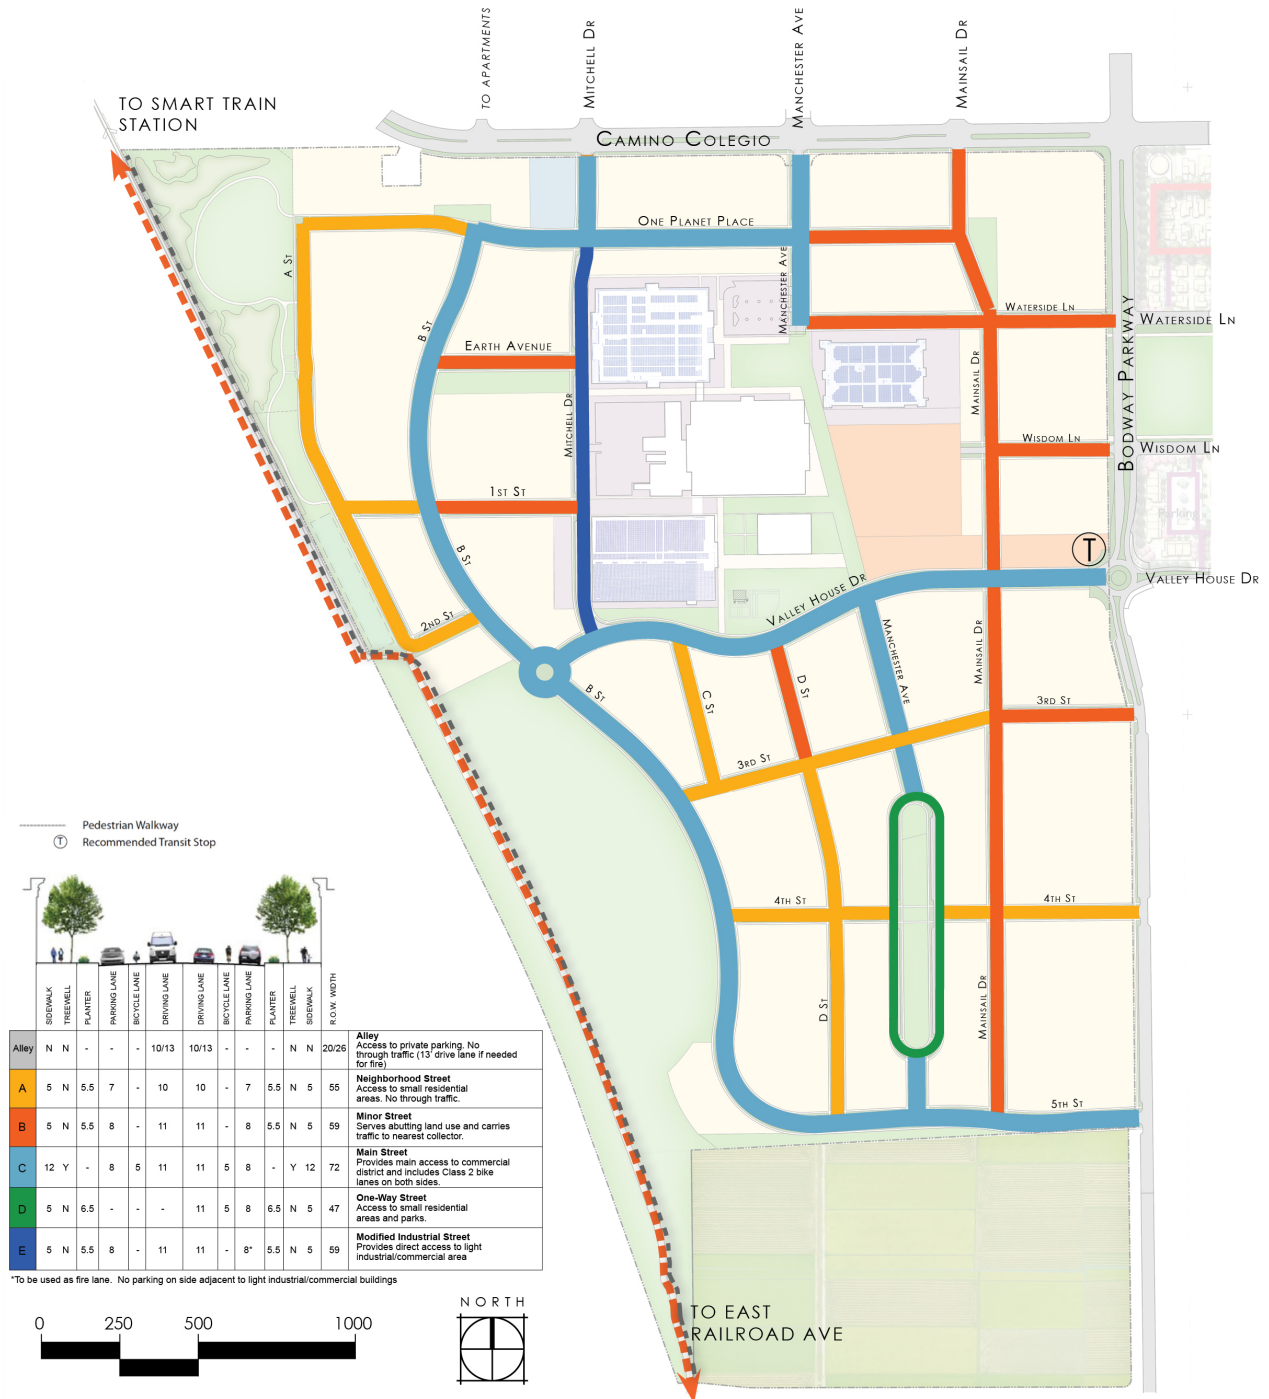 TO APARTMENTS
MITCHELL DR
MANCHESTER AVE
MAINSAIL DR
TO SMART TRAIN
STATION
CAMINO COLEGIO
ONE PLANET PLACE
A ST
MANCHESTER AVE
B ST
WATERSIDE LN
WATERSIDE LN
EARTH AVENUE
MAINSAIL DR
BODWAY PARKWAY
MITCHELL DR
WISDOM LN
WISDOM LN
1ST ST
Parking
T
B ST
VALLEY HOUSE DR
VALLEY HOUSE DR
2ND ST
MANCHESTER AVE
MAINSAIL DR
B ST
C ST
D ST
3RD ST
3RD ST
Pedestrian Walkway
T Recommended Transit Stop
4TH ST
4TH ST
D ST
MAINSAIL DR
5TH ST
SIDEWALK TREEWELL PLANTER PARKING LANE BICYCLE LANE DRIVING LANE DRIVING LANE BICYCLE LANE PARKING LANE PLANTER TREEWELL SIDEWALK R.O.W. WIDTH
Alley N N - - - 10/13 10/13 - - - N N 20/26 Alley
Access to private parking. No
through traffic (13' drive lane if needed
for fire)
A 5 N 5.5 7 - 10 10 - 7 5.5 N 5 55 Neighborhood Street
Access to small residential
areas. No through traffic.
B 5 N 5.5 8 - 11 11 - 8 5.5 N 5 59 Minor Street
Serves abutting land use and carries
traffic to nearest collector.
C 12 Y - 8 5 11 11 5 8 - Y 12 72 Main Street
Provides main access to commercial
district and includes Class 2 bike
lanes on both sides.
D 5 N 6.5 - - - 11 5 8 6.5 N 5 47 One-Way Street
Access to small residential
areas and parks.
E 5 N 5.5 8 - 11 11 - 8* 5.5 N 5 59 Modified Industrial Street
Provides direct access to light
industrial/commercial area
*To be used as fire lane. No parking on side adjacent to light industrial/commercial buildings
0 250 500 1000
NORTH
TO EAST
RAILROAD AVE